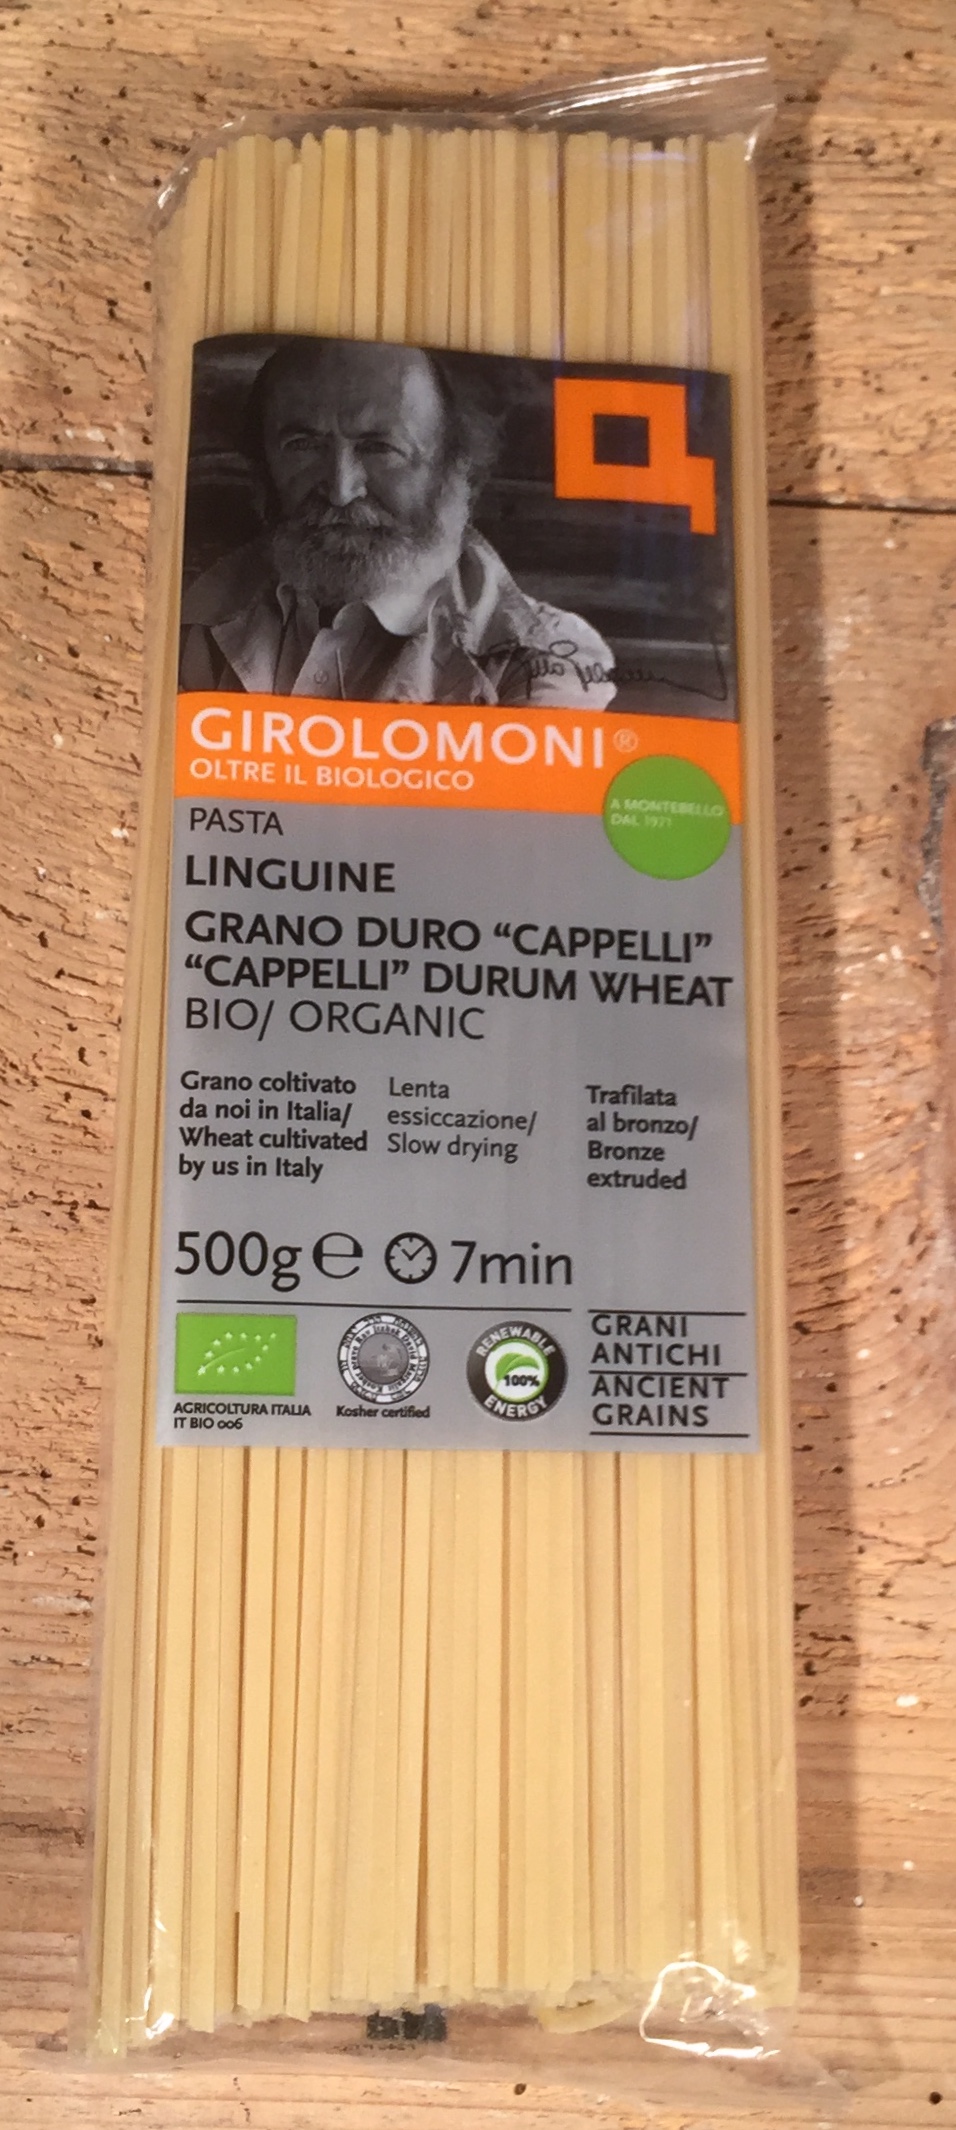 GIROLOMONI®
OLTRE IL BIOLOGICO
A MONTEBELLO
DAL 1971
PASTA
LINGUINE
GRANO DURO “CAPPELLI”
“CAPPELLI” DURUM WHEAT
BIO/ ORGANIC
Grano coltivato
da noi in Italia/
Wheat cultivated
by us in Italy
Lenta
essiccazione/
Slow drying
Trafilata
al bronzo/
Bronze
extruded
500g ℮ 7min
AGRICOLTURA ITALIA
IT BIO 006
Kosher certified
RENEWABLE
100%
ENERGY
GRANI
ANTICHI
ANCIENT
GRAINS